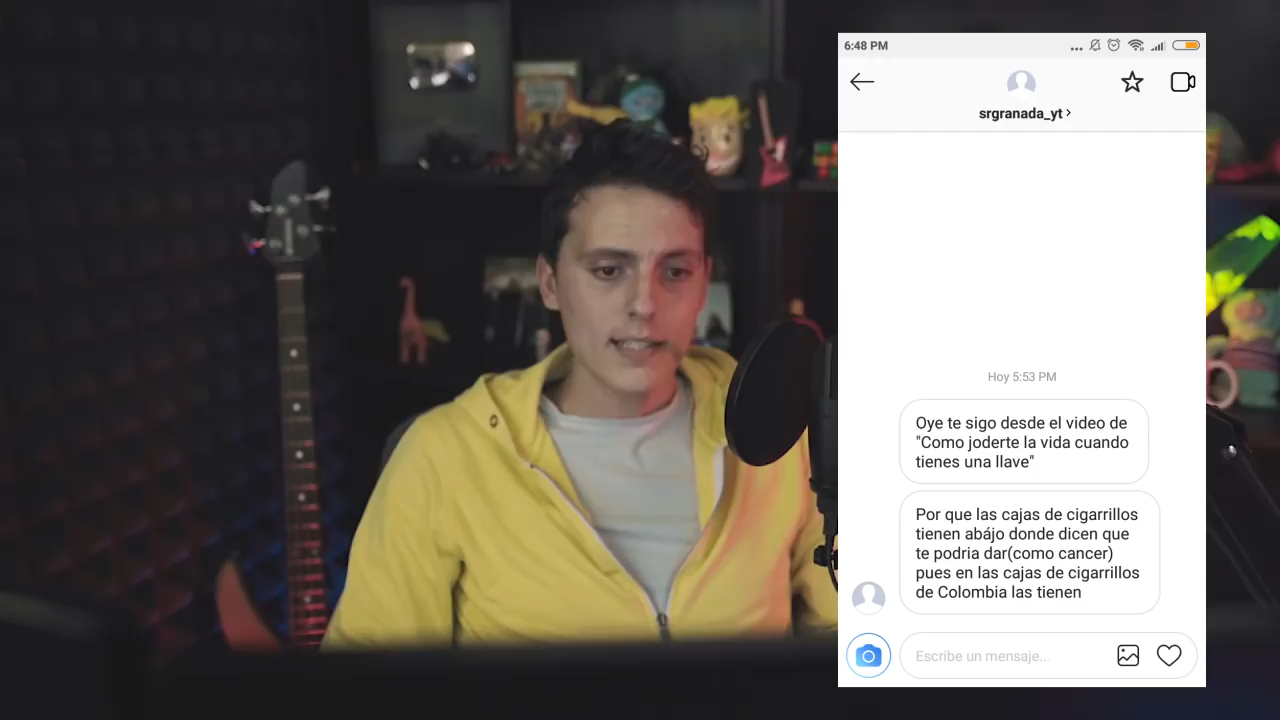 6:48 PM
srgranada_yt
Hoy 5:53 PM
Oye te sigo desde el video de
"Como joderte la vida cuando
tienes una llave"
Por que las cajas de cigarrillos
tienen abájo donde dicen que
te podria dar(como cancer)
pues en las cajas de cigarrillos
de Colombia las tienen
Escribe un mensaje...